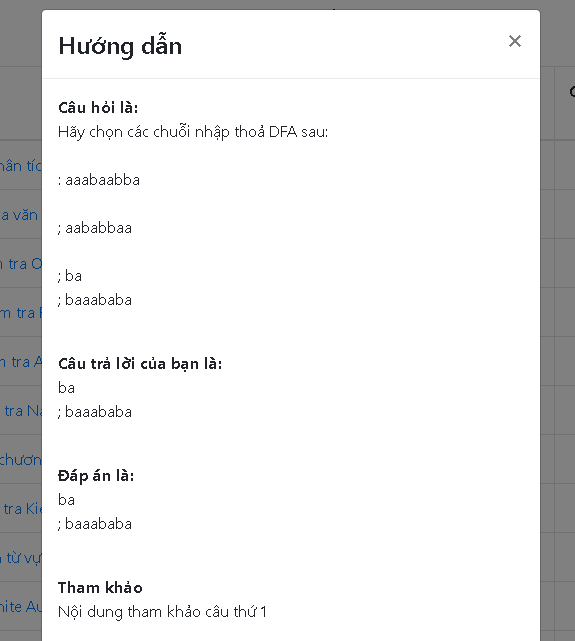 Hướng dẫn
×
Câu hỏi là:
Hãy chọn các chuỗi nhập thoả DFA sau:
: aaabaabba
; aababbaa
; ba
; baaababa
Câu trả lời của bạn là:
ba
; baaababa
Đáp án là:
ba
; baaababa
Tham khảo
Nội dung tham khảo câu thứ 1